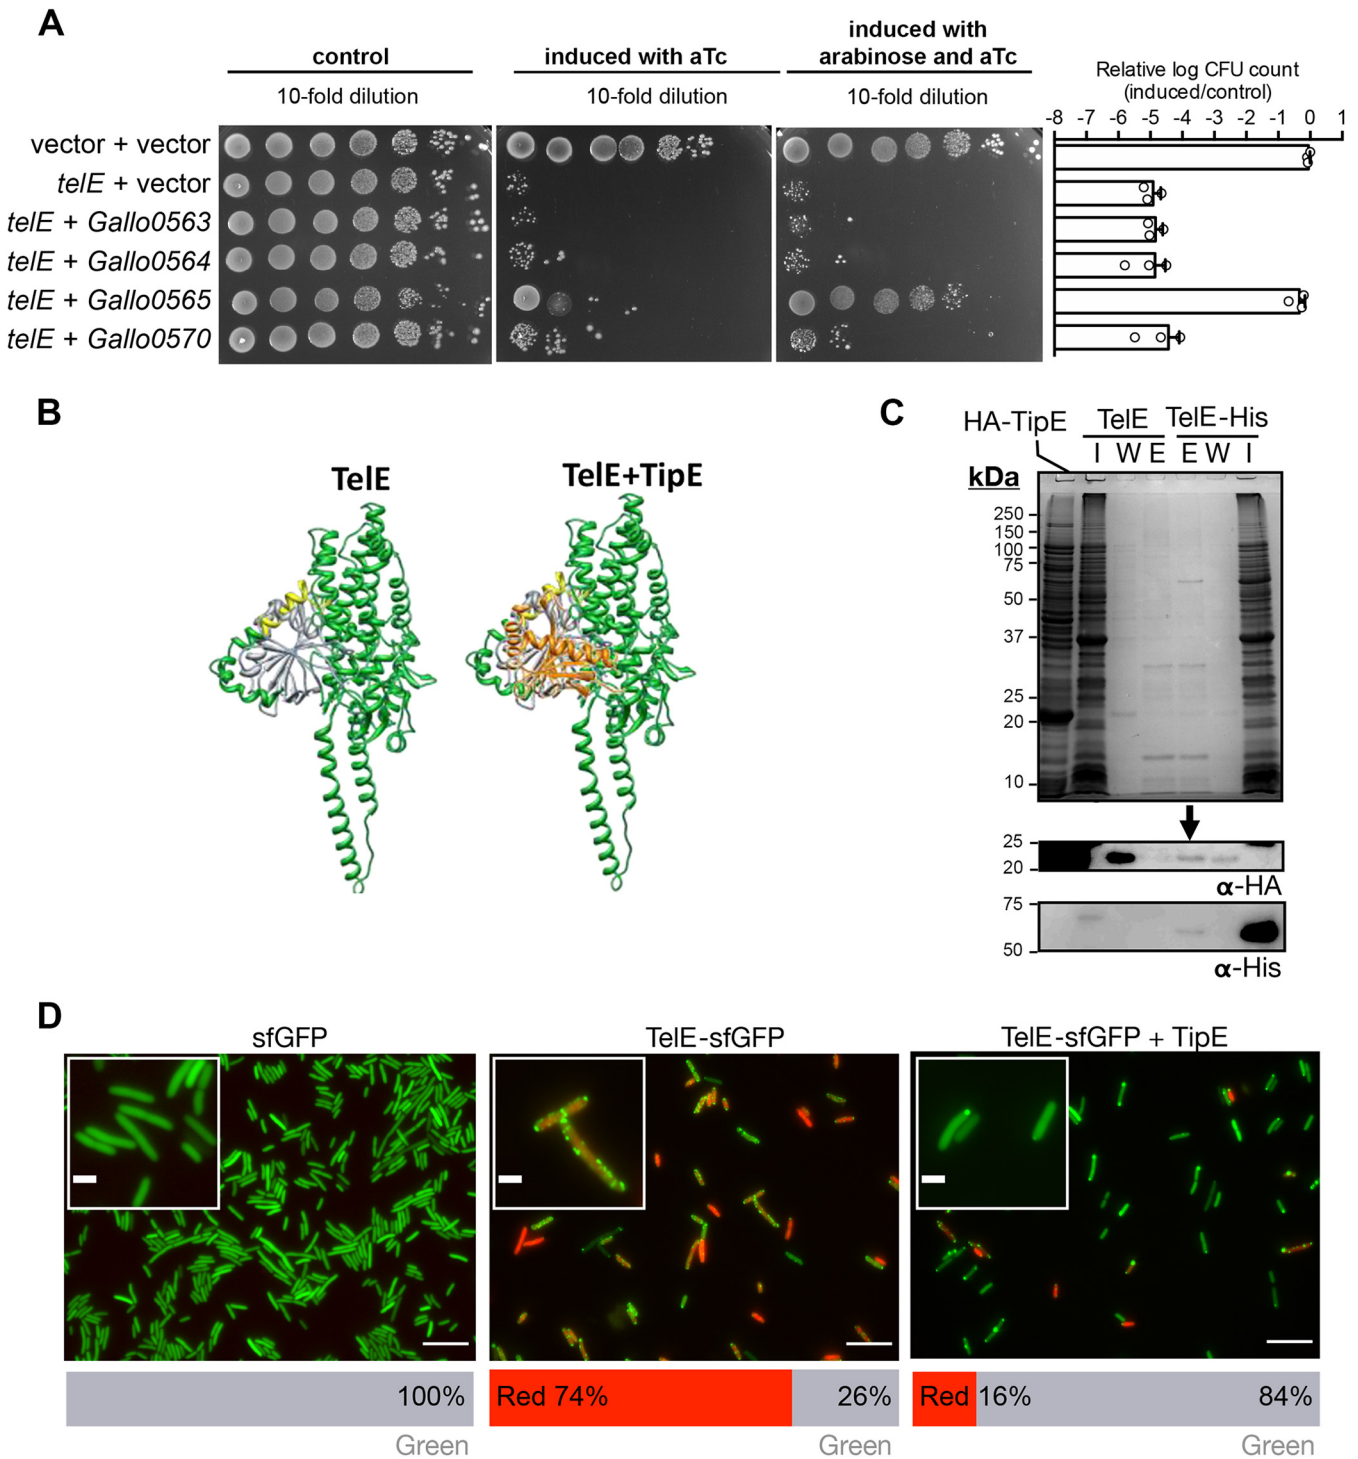 A
control
induced with aTc
induced with
arabinose and aTc
10-fold dilution
10-fold dilution
10-fold dilution
Relative log CFU count
(induced/control)
-8 -7 -6 -5 -4 -3 -2 -1 0 1
vector + vector
telE + vector
telE + Gallo0563
telE + Gallo0564
telE + Gallo0565
telE + Gallo0570
B
TelE
TelE+TipE
C
HA-TipE
TelE
TelE-His
I W E E W I
kDa
250
150
100
75
50
37
25
20
10
25
20
α-HA
75
50
α-His
D
sfGFP
TelE-sfGFP
TelE-sfGFP + TipE
100%
Red 74%
26%
Red 16%
84%
Green
Green
Green